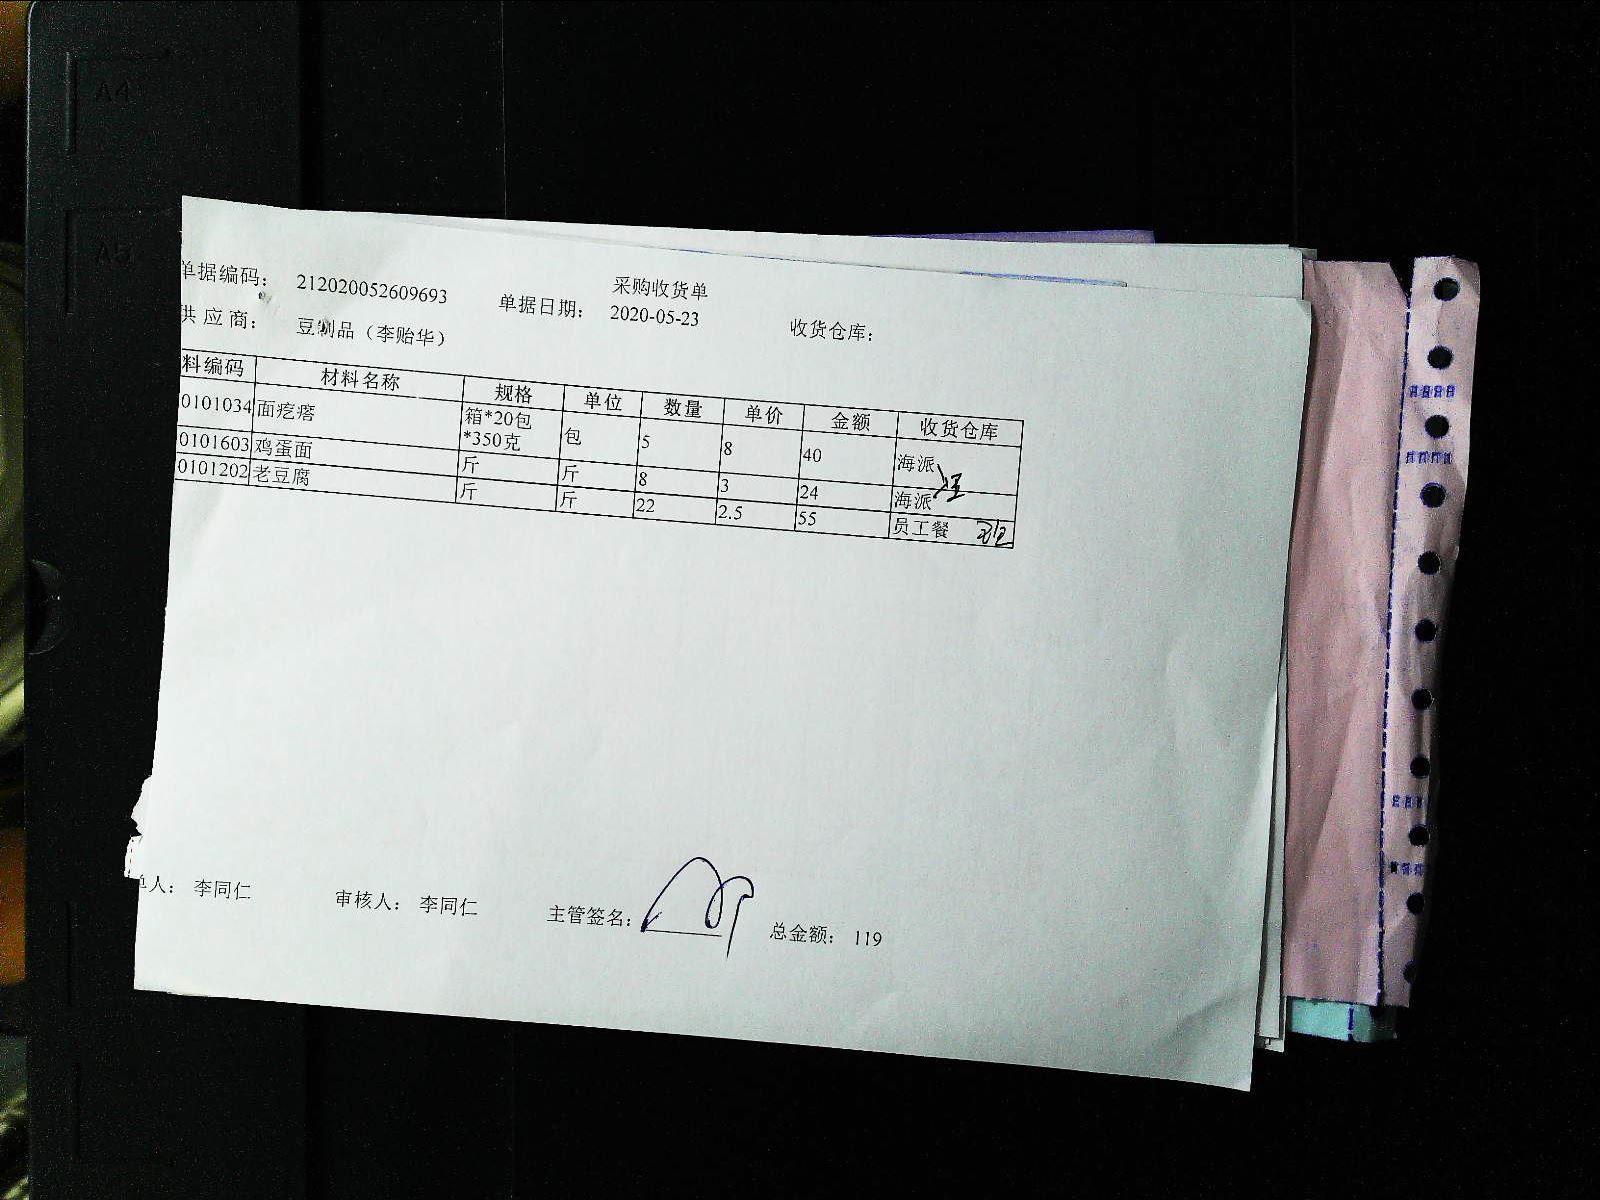 采购收货单
单据编码： 212020052609693 单据日期： 2020-05-23 收货仓库：
供应商： 豆制品（李贻华）
料编码 材料名称 规格 单位 数量 单价 金额 收货仓库
0101034 面疙瘩 箱*20包*350克 包 5 8 40 海派
0101603 鸡蛋面 斤 斤 8 3 24 海派
0101202 老豆腐 斤 斤 22 2.5 55 员工餐
单人： 李同仁 审核人： 李同仁 主管签名： 总金额： 119
A4
A5